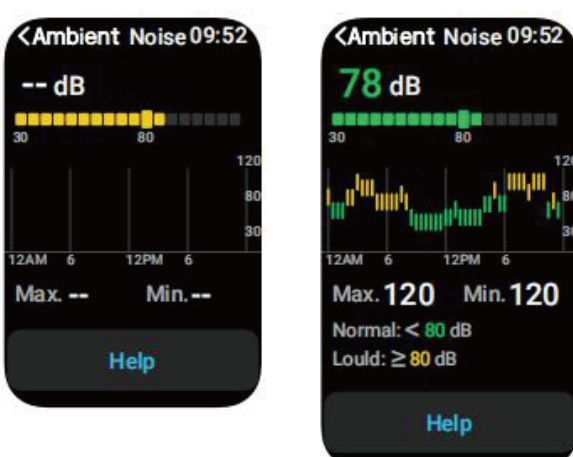 <Ambient Noise 09:52
-- dB
30 80
120
80
30
12AM 6 12PM 6
Max. -- Min. --
Help
<Ambient Noise 09:52
78 dB
30 80
120
80
30
12AM 6 12PM 6
Max. 120 Min. 120
Normal: < 80 dB
Lould: ≥ 80 dB
Help